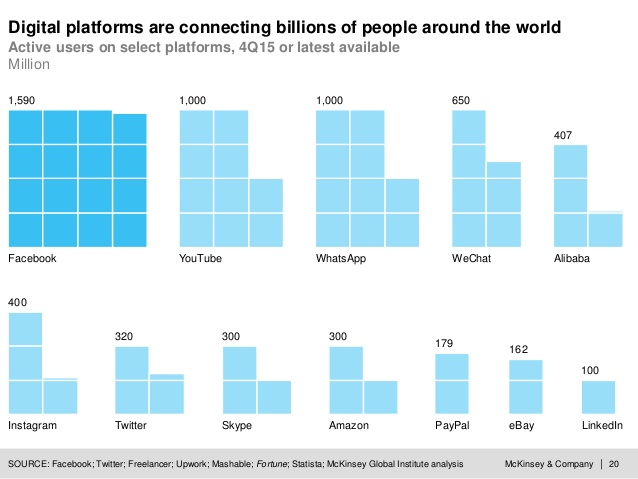 Digital platforms are connecting billions of people around the world
Active users on select platforms, 4Q15 or latest available
Million
1,590
1,000
1,000
650
407
Facebook
YouTube
WhatsApp
WeChat
Alibaba
400
320
300
300
179
162
100
Instagram
Twitter
Skype
Amazon
PayPal
eBay
LinkedIn
SOURCE: Facebook; Twitter; Freelancer; Upwork; Mashable; Fortune; Statista; McKinsey Global Institute analysis
McKinsey & Company | 20